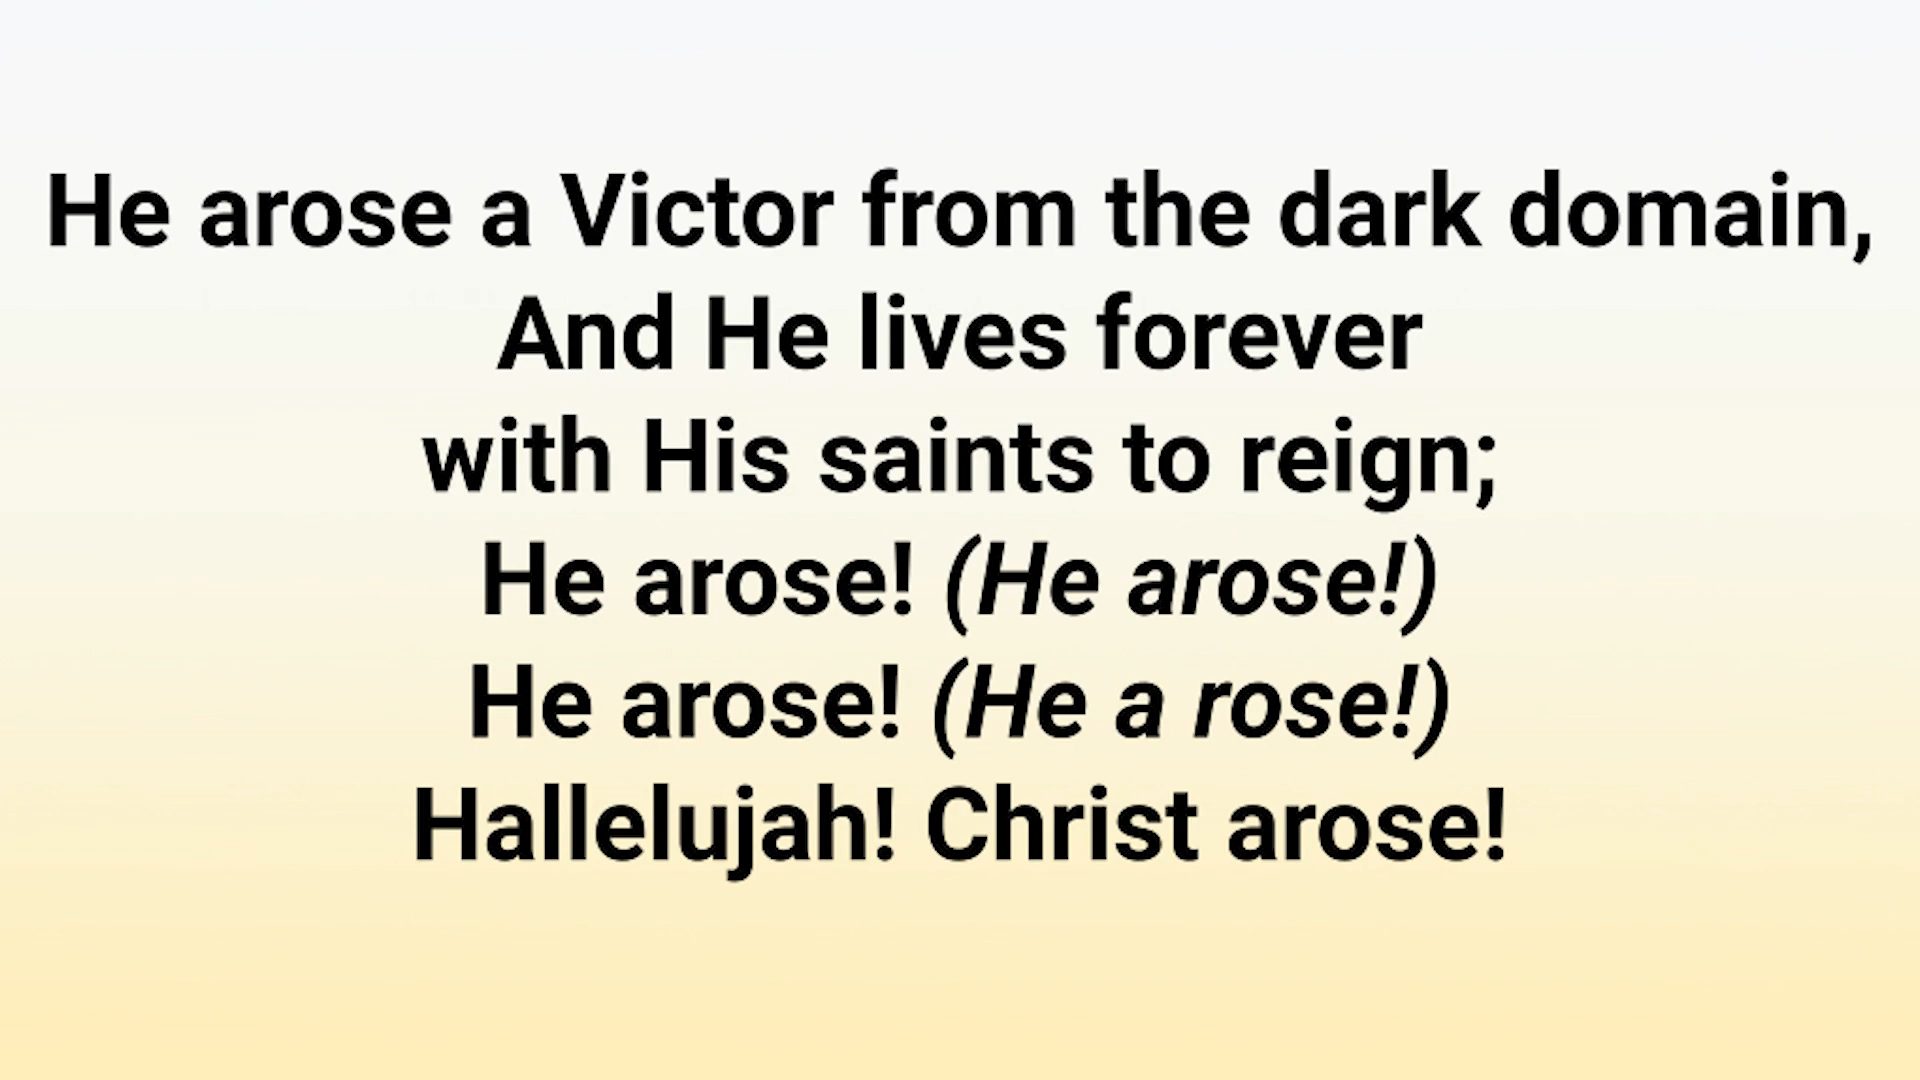 He arose a Victor from the dark domain,
And He lives forever
with His saints to reign;
He arose! (He arose!)
He arose! (He a rose!)
Hallelujah! Christ arose!